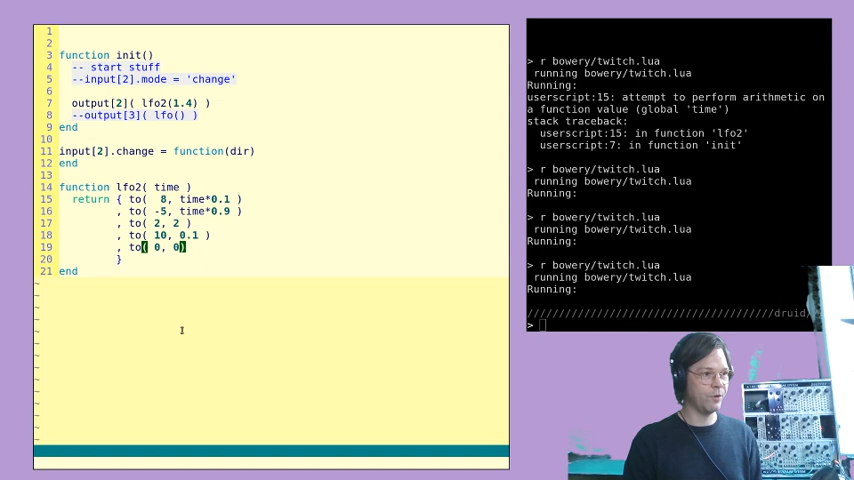 1
2
3 function init()
4 -- start stuff
5 --input[2].mode = 'change'
6
7 output[2]( lfo2(1.4) )
8 --output[3]( lfo() )
9 end
10
11 input[2].change = function(dir)
12 end
13
14 function lfo2( time )
15 return { to( 8, time*0.1 )
16 , to( -5, time*0.9 )
17 , to( 2, 2 )
18 , to( 10, 0.1 )
19 , to( 0, 0)
20 }
21 end
~
~
~
~
~
~
~
~
~
~
~
~
~
~
> r bowery/twitch.lua
running bowery/twitch.lua
Running:
userscript:15: attempt to perform arithmetic on
a function value (global 'time')
stack traceback:
userscript:15: in function 'lfo2'
userscript:7: in function 'init'
> r bowery/twitch.lua
running bowery/twitch.lua
Running:
> r bowery/twitch.lua
running bowery/twitch.lua
Running:
> r bowery/twitch.lua
running bowery/twitch.lua
Running:
/////////////////////////////////////////druid/
>